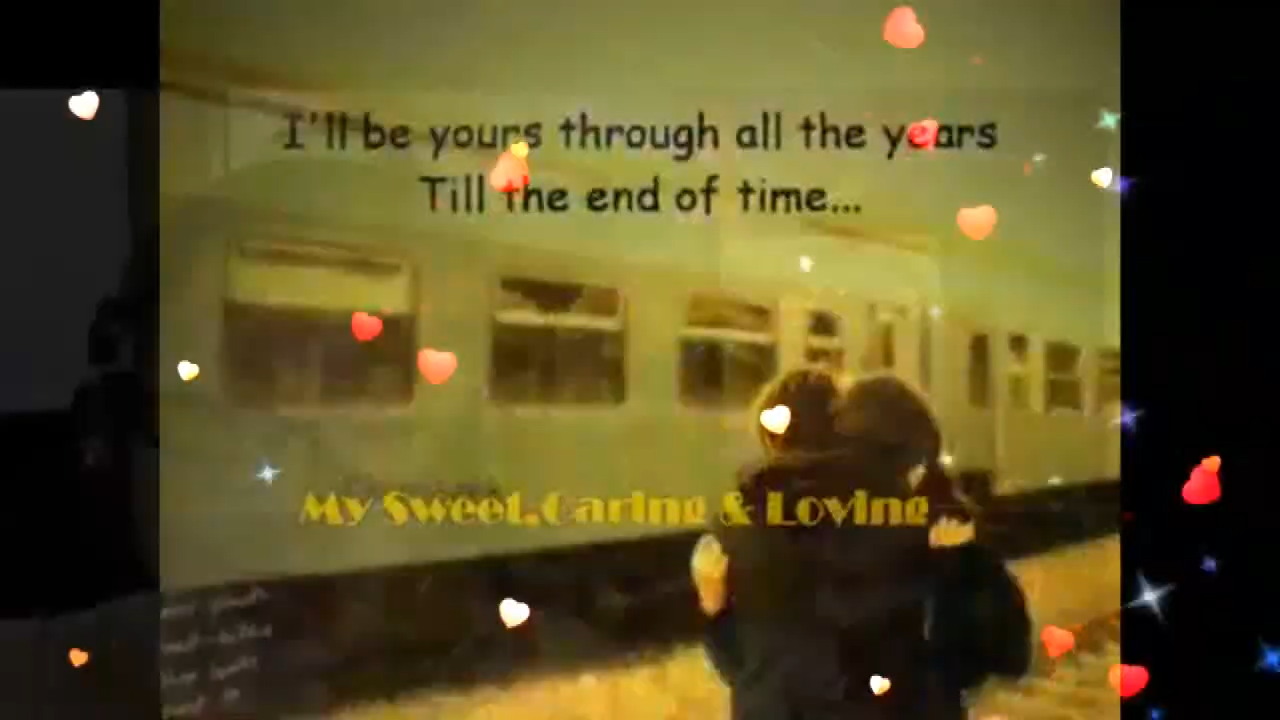 I'll be yours through all the years
Till the end of time...
My Sweet,Caring & Loving